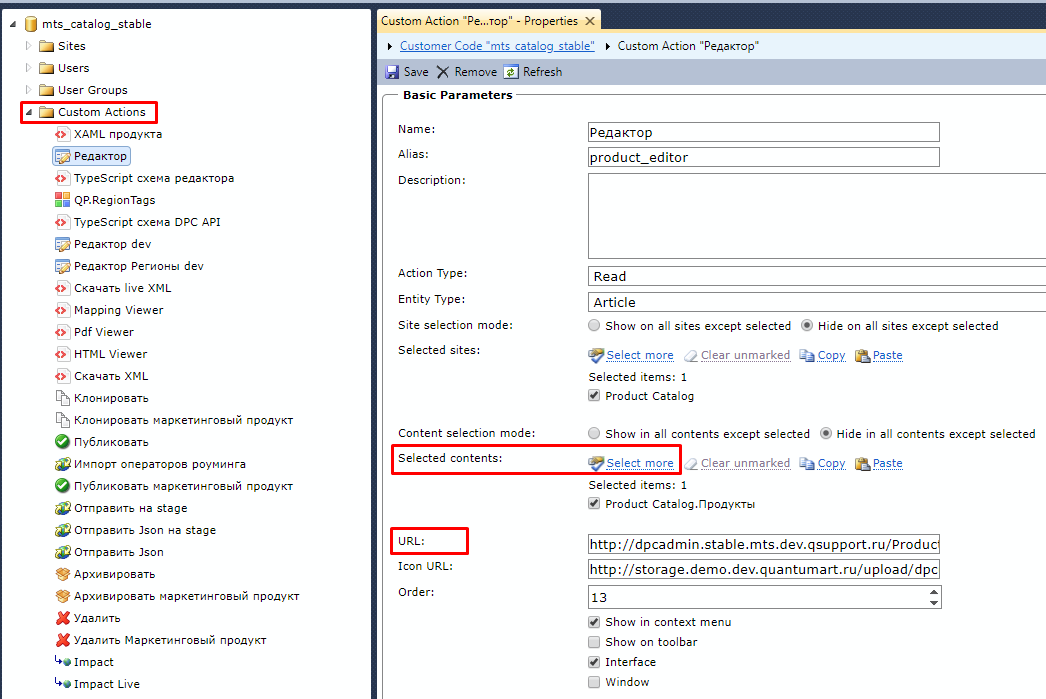 mts_catalog_stable
Sites
Users
User Groups
Custom Actions
XAML продукта
Редактор
TypeScript схема редактора
QP.RegionTags
TypeScript схема DPC API
Редактор dev
Редактор Регионы dev
Скачать live XML
Mapping Viewer
Pdf Viewer
HTML Viewer
Скачать XML
Клонировать
Клонировать маркетинговый продукт
Публиковать
Импорт операторов роуминга
Публиковать маркетинговый продукт
Отправить на stage
Отправить Json на stage
Отправить Json
Архивировать
Архивировать маркетинговый продукт
Удалить
Удалить Маркетинговый продукт
Impact
Impact Live
Custom Action "Ре...тор" - Properties
Customer Code "mts_catalog_stable" Custom Action "Редактор"
Save Remove Refresh
Basic Parameters
Name: Редактор
Alias: product_editor
Description:
Action Type: Read
Entity Type: Article
Site selection mode: Show on all sites except selected Hide on all sites except selected
Selected sites: Select more Clear unmarked Copy Paste
Selected items: 1
Product Catalog
Content selection mode: Show in all contents except selected Hide in all contents except selected
Selected contents: Select more Clear unmarked Copy Paste
Selected items: 1
Product Catalog.Продукты
URL: http://dpcadmin.stable.mts.dev.qsupport.ru/Product
Icon URL: http://storage.demo.dev.quantumart.ru/upload/dpc
Order: 13
Show in context menu
Show on toolbar
Interface
Window